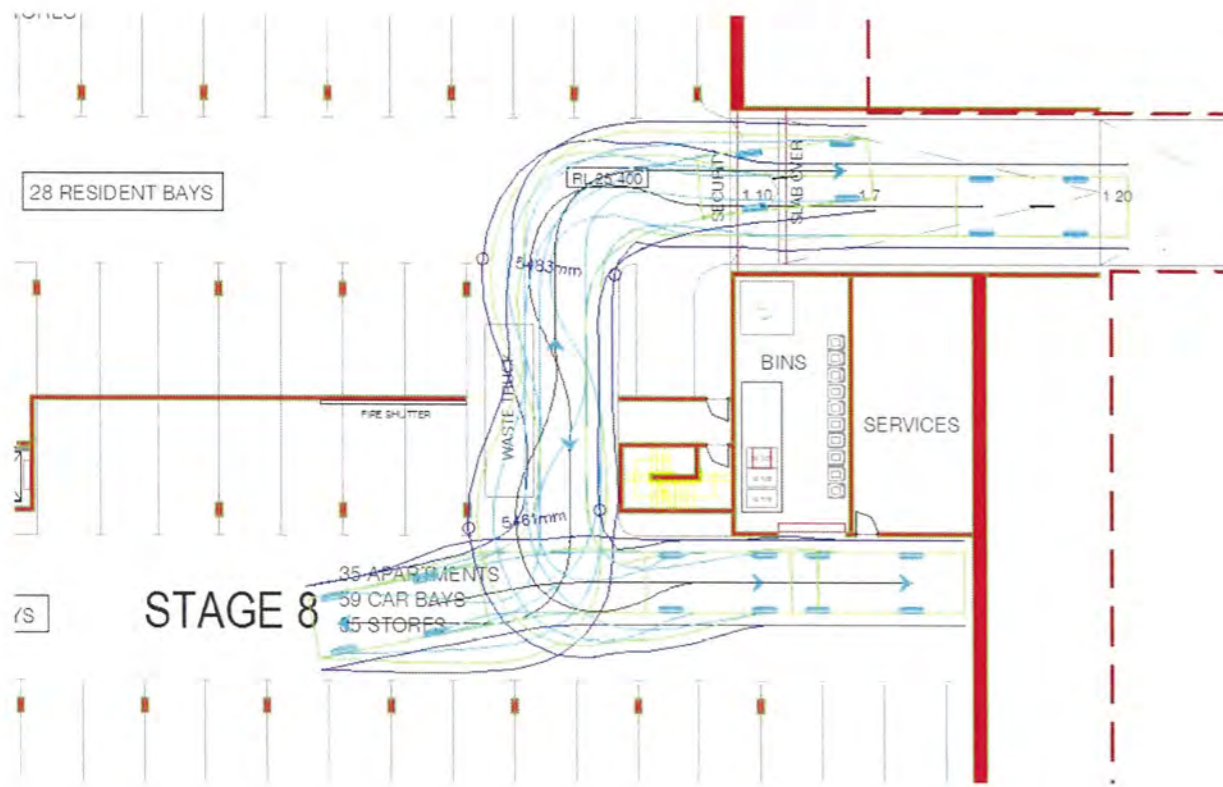 28 RESIDENT BAYS
RL 25.400
SECURIT
1 10
SLAB OVER
1.7
1 20
5483mm
WASTE TRUCK
BINS
FIRE SHUTTER
SERVICES
5461mm
35 APARTMENTS
STAGE 8
59 CAR BAYS
35 STORES